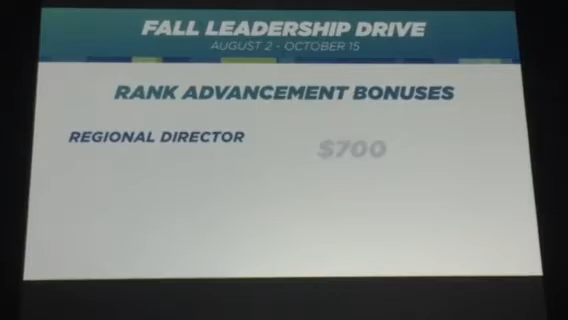 FALL LEADERSHIP DRIVE
AUGUST 2 - OCTOBER 15
RANK ADVANCEMENT BONUSES
REGIONAL DIRECTOR
$700